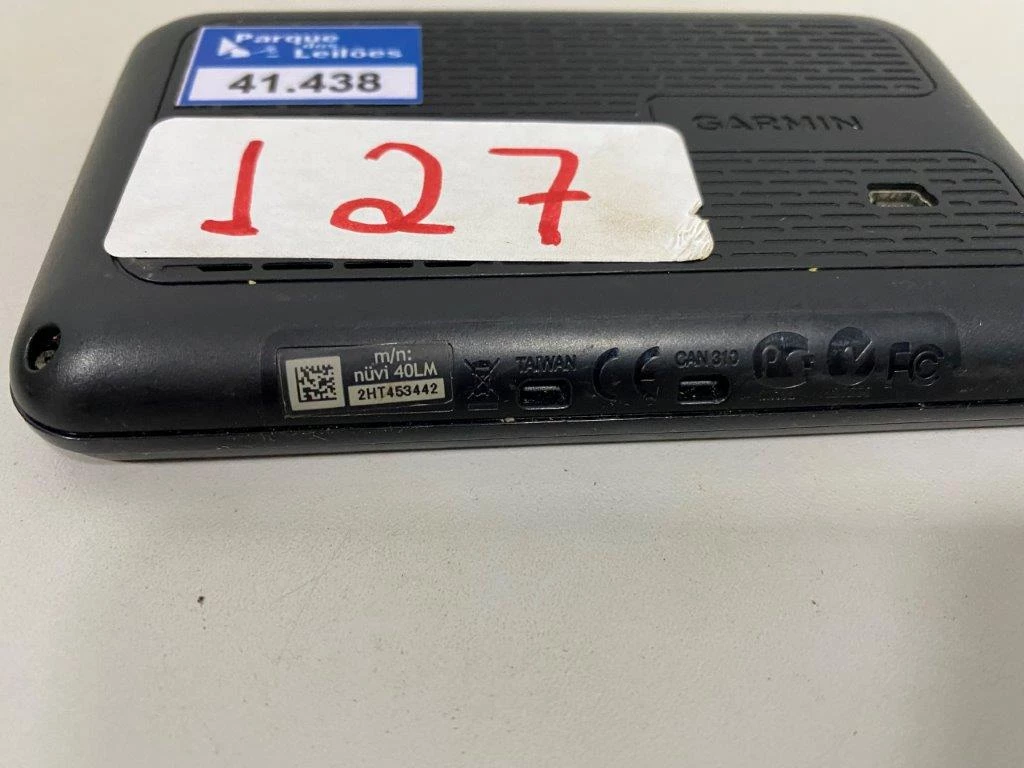 Parque
dos
Leilões
41.438
GARMIN
127
m/n:
nüvi 40LM
2HT453442
TAIWAN
CE
CAN 310
FC